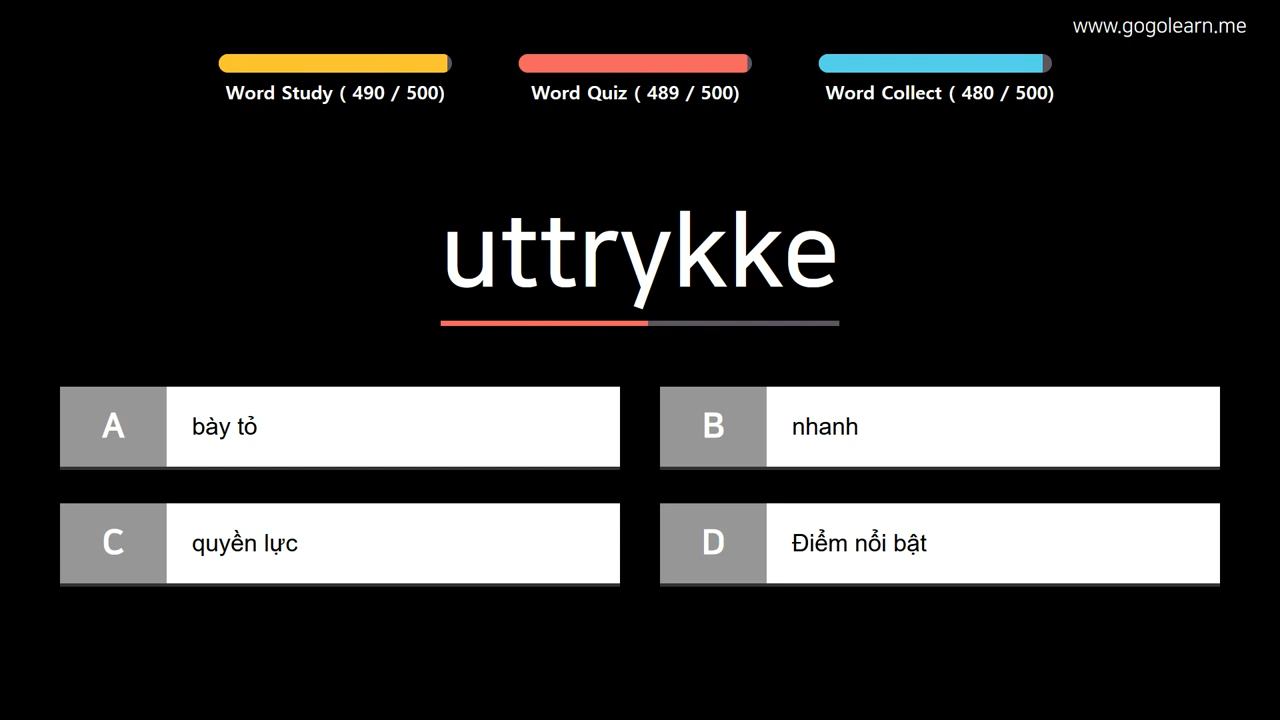 www.gogolearn.me
Word Study ( 490 / 500)
Word Quiz ( 489 / 500)
Word Collect ( 480 / 500)
uttrykke
A bày tỏ
B nhanh
C quyền lực
D Điểm nổi bật